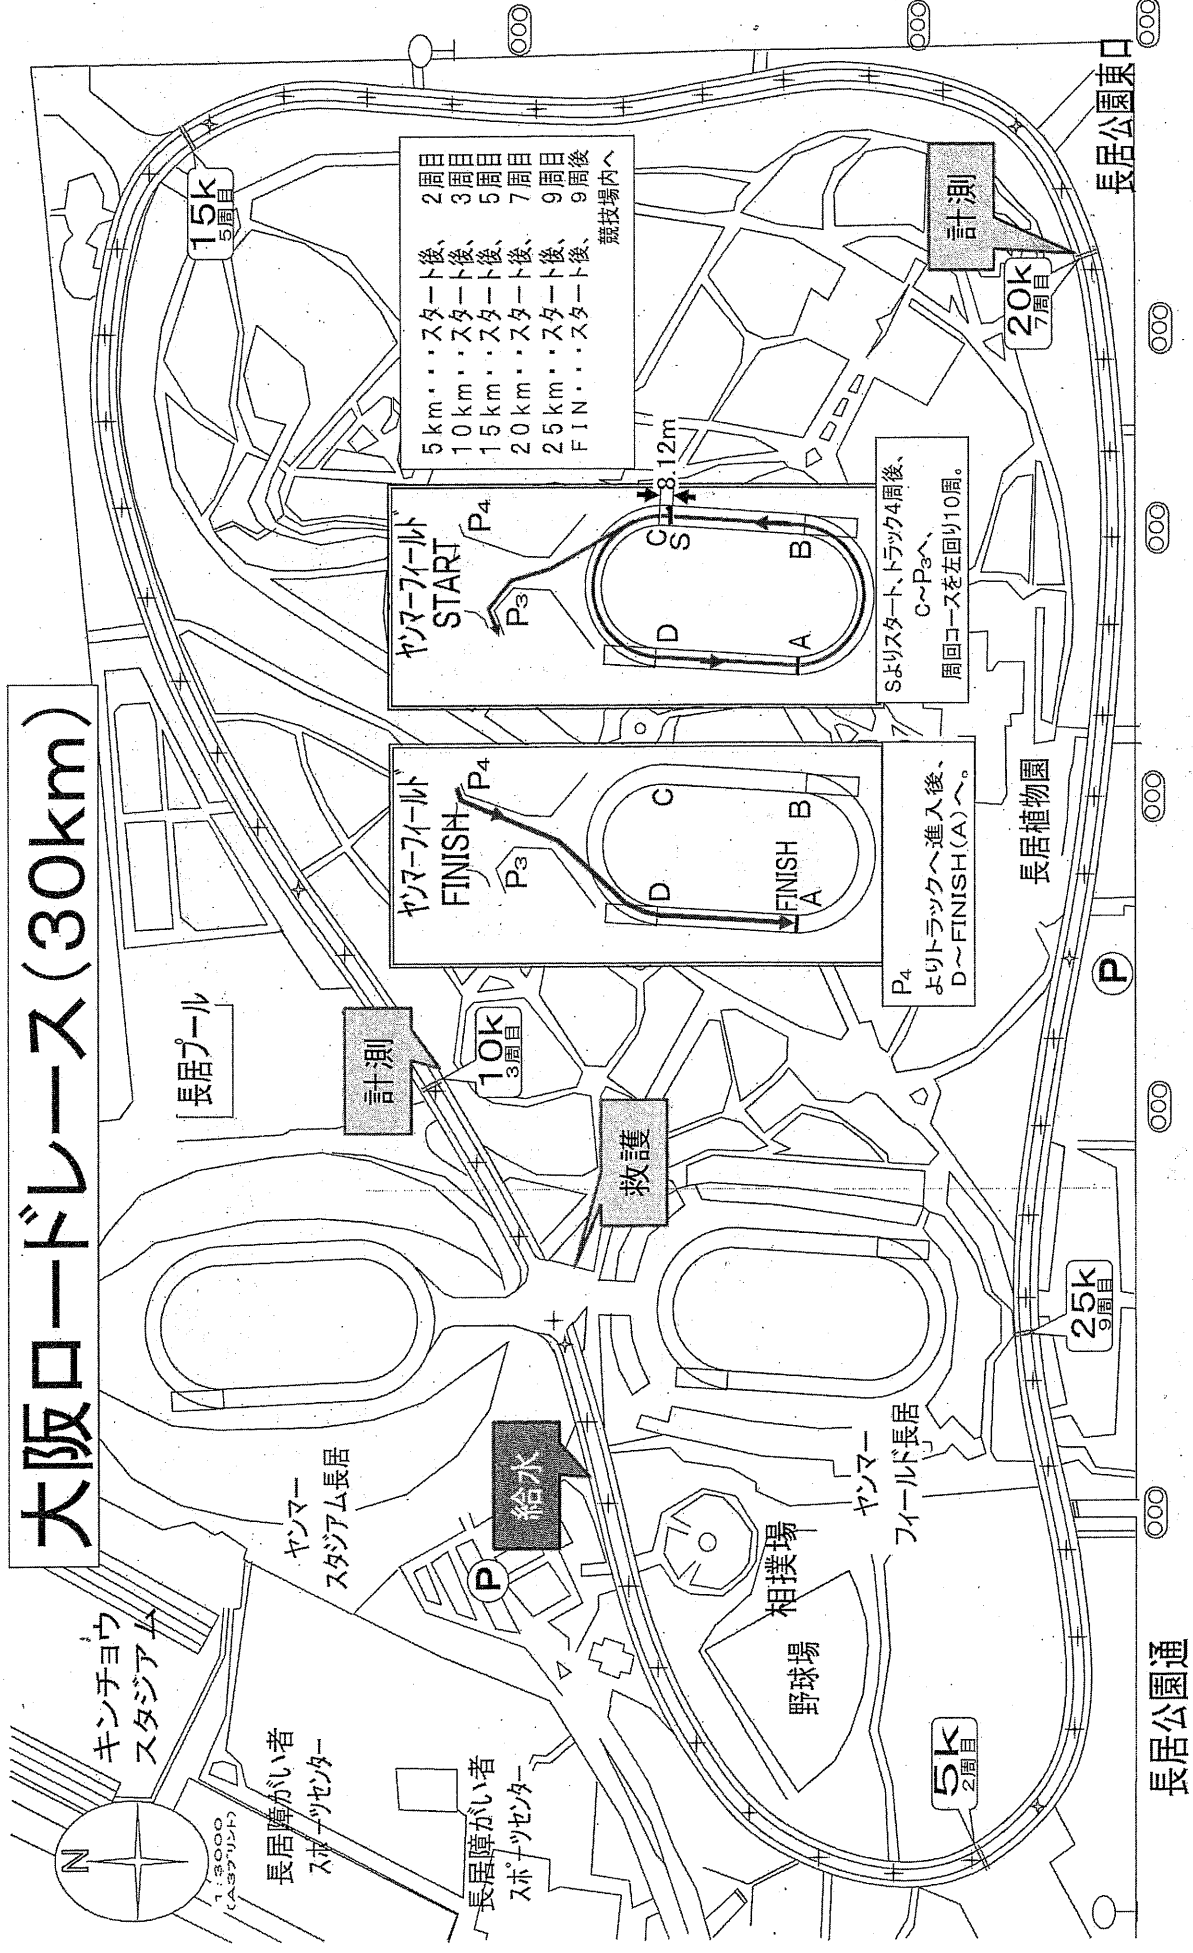 大阪ロードレース(30km)
キンチョウ
スタジアム
N
1:3000
(A3プリント)
長居障がい者
スポーツセンター
長居障がい者
スポーツセンター
ヤンマー
スタジアム長居
P
給水
長居プール
計測
10k
3周目
救護
15k
5周目
5km・・・スタート後、 2周目
10km・・スタート後、 3周目
15km・・スタート後、 5周目
20km・・スタート後、 7周目
25km・・スタート後、 9周目
FIN・・・スタート後、 9周後
競技場内へ
ヤンマーフィールド
FINISH
P4
P3
D
C
FINISH
A
B
P4
よりトラックへ進入後、
D~FINISH(A)へ。
ヤンマーフィールド
START
P4
P3
8.12m
D
C
S
A
B
Sよりスタート、トラック4周後、
C~P3へ、
周回コースを左回り10周。
相撲場
野球場
ヤンマー
フィールド長居
長居植物園
5k
2周目
25k
9周目
P
計測
20k
7周目
長居公園東口
長居公園通